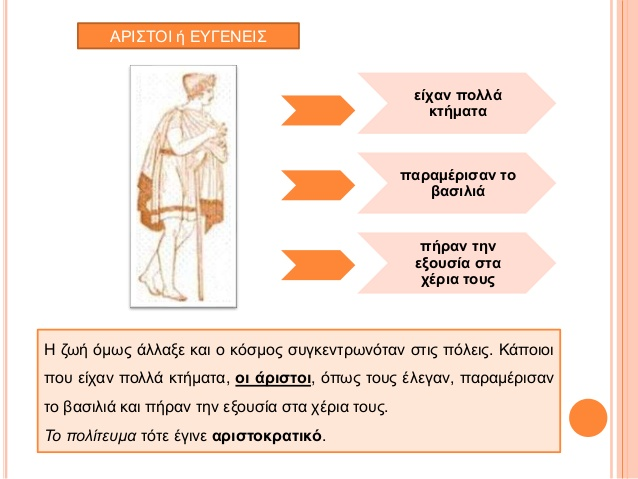 ΑΡΙΣΤΟΙ ή ΕΥΓΕΝΕΙΣ
είχαν πολλά
κτήματα
παραμέρισαν το
βασιλιά
πήραν την
εξουσία στα
χέρια τους
Η ζωή όμως άλλαξε και ο κόσμος συγκεντρωνόταν στις πόλεις. Κάποιοι
που είχαν πολλά κτήματα, οι άριστοι, όπως τους έλεγαν, παραμέρισαν
το βασιλιά και πήραν την εξουσία στα χέρια τους.
Το πολίτευμα τότε έγινε αριστοκρατικό.